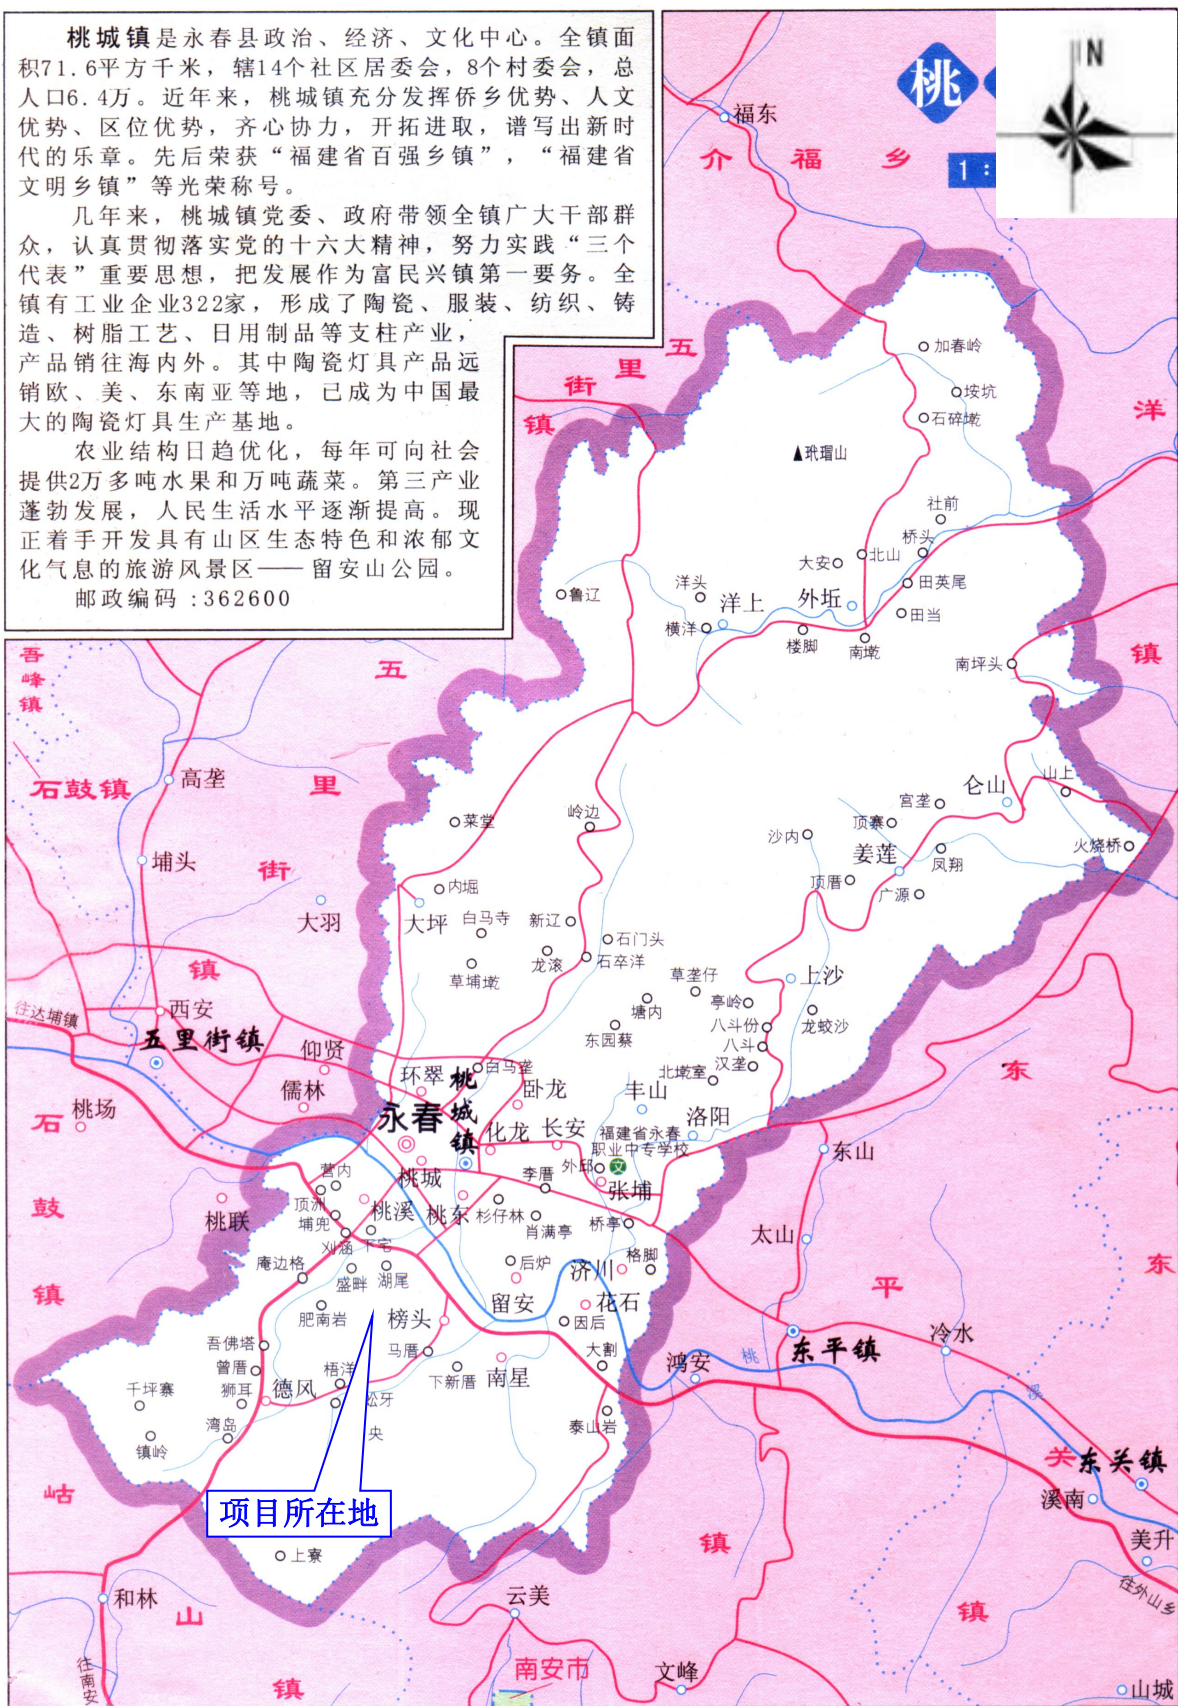 桃城镇是永春县政治、经济、文化中心。全镇面
积71.6平方千米，辖14个社区居委会，8个村委会，总
人口6.4万。近年来，桃城镇充分发挥侨乡优势、人文
优势、区位优势，齐心协力，开拓进取，谱写出新时
代的乐章。先后荣获“福建省百强乡镇”，“福建省
文明乡镇”等光荣称号。
几年来，桃城镇党委、政府带领全镇广大干部群
众，认真贯彻落实党的十六大精神，努力实践“三个
代表”重要思想，把发展作为富民兴镇第一要务。全
镇有工业企业322家，形成了陶瓷、服装、纺织、铸
造、树脂工艺、日用制品等支柱产业，
产品销往海内外。其中陶瓷灯具产品远
销欧、美、东南亚等地，已成为中国最
大的陶瓷灯具生产基地。
农业结构日趋优化，每年可向社会
提供2万多吨水果和万吨蔬菜。第三产业
蓬勃发展，人民生活水平逐渐提高。现
正着手开发具有山区生态特色和浓郁文
化气息的旅游风景区——留安山公园。
邮政编码：362600
桃
N
1：
福东
介福乡
五里街镇
加春岭
垵坑
石碎墘
洋
镇
玳瑁山
社前
桥头
北山
大安
田英尾
田当
外坵
洋头
洋上
横洋
楼脚
南墘
鲁辽
南坪头
吾峰镇
石鼓镇
五里街镇
高垄
埔头
大羽
西安
往达埔镇
五里街镇
仰贤
儒林
桃场
石鼓镇
桃联
菜堂
岭边
内堀
大坪
白马寺
新辽
石门头
龙滚
石卒洋
草埔墘
沙内
宫垄
顶寨
姜莲
凤翔
顶厝
广源
仑山
山上
火烧桥
上沙
草垄仔
塘内
亭岭
龙蛟沙
东园蔡
八斗份
八斗
汉垄
北墘室
丰山
洛阳
白马垄
环翠
桃城镇
永春
卧龙
化龙
长安
福建省永春
职业中专学校
文
外邱
张埔
李厝
桃城
营内
顶洲
埔兜
桃溪
桃东
杉仔林
肖满亭
桥亭
刈涵
下宅
庵边格
盛畔
湖尾
后炉
济川
格脚
肥南岩
榜头
留安
花石
因后
吾佛塔
曾厝
马厝
大割
千坪寨
狮耳
德风
梧洋
下新厝
南星
松牙
央
镇岭
湾岛
泰山岩
项目所在地
上寮
东山
太山
东平镇
东平镇
冷水
鸿安
桃
溪
东关镇
东关镇
溪南
美升
往外山乡
岵山镇
和林
往南安
云美
南安市
文峰
山城